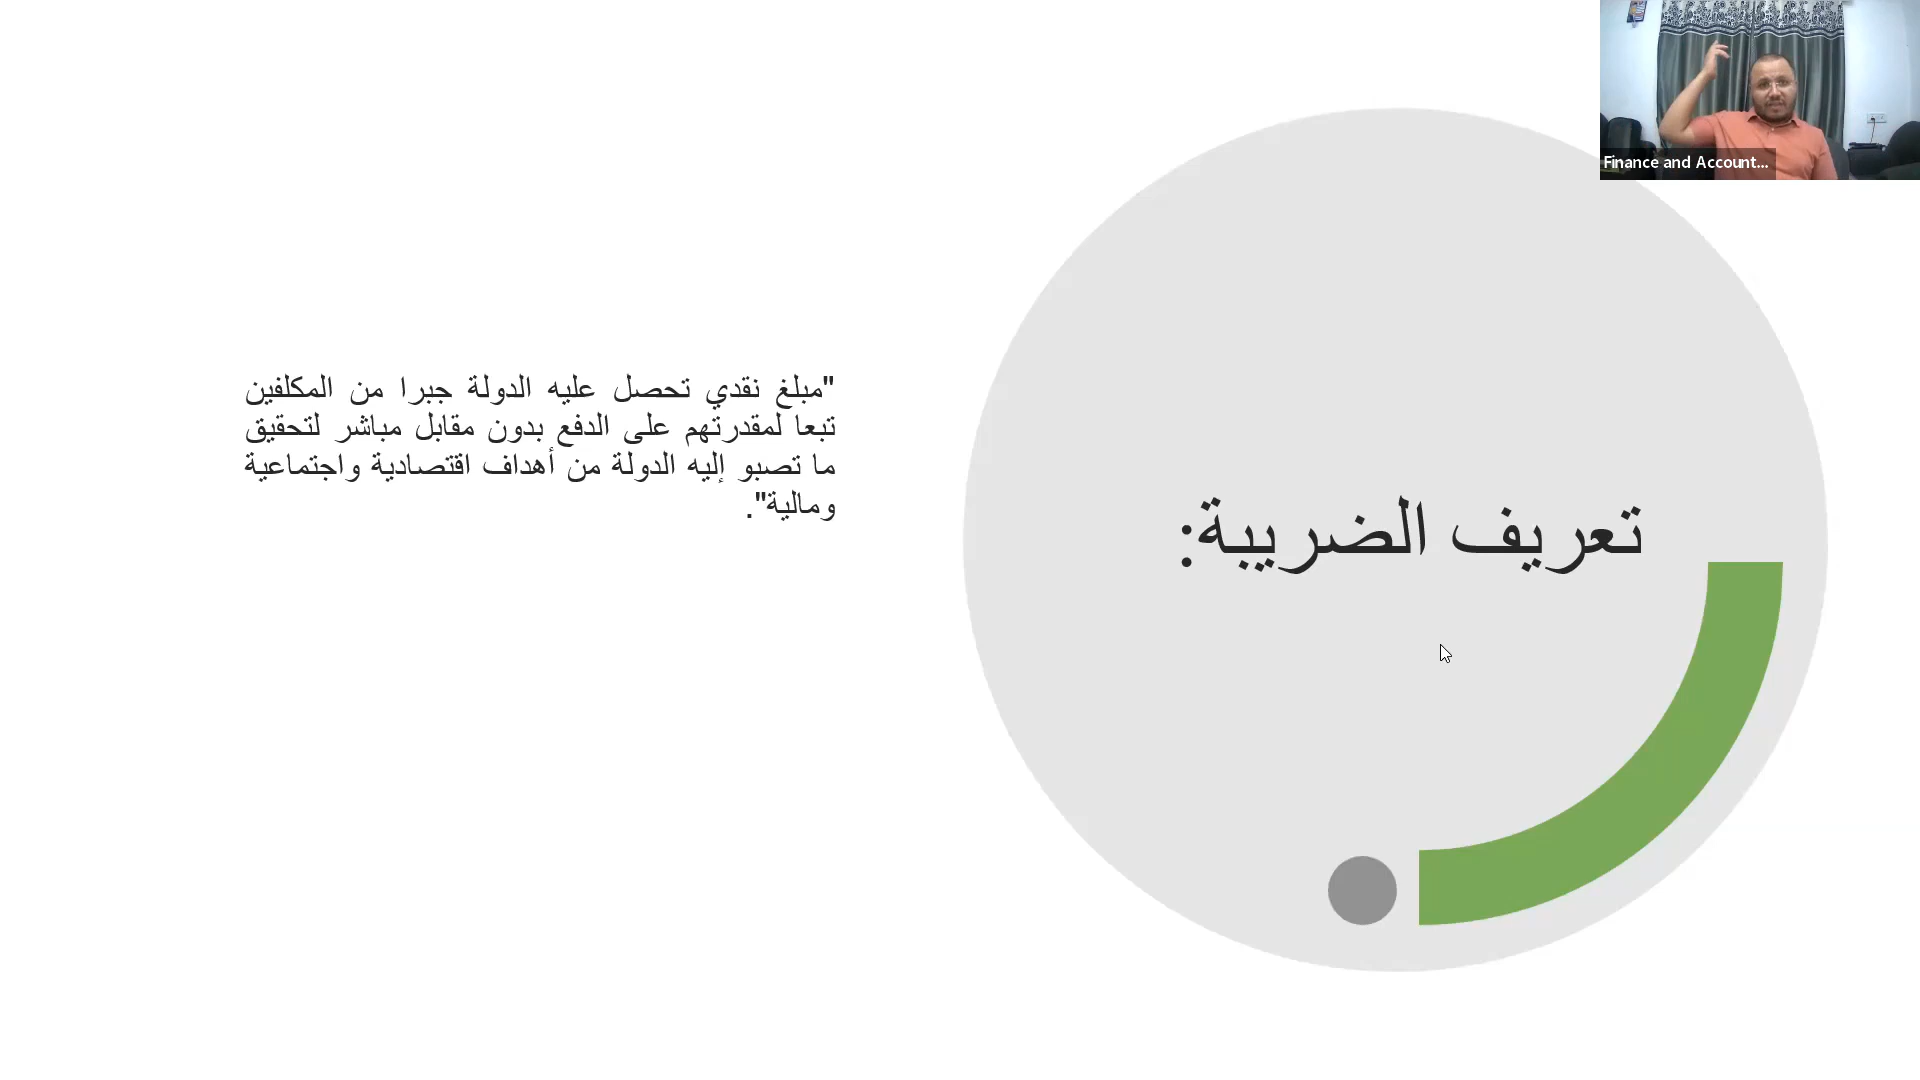 Finance and Account...
تعريف الضريبة:
"مبلغ نقدي تحصل عليه الدولة جبرا من المكلفين
تبعا لمقدرتهم على الدفع بدون مقابل مباشر لتحقيق
ما تصبو إليه الدولة من أهداف اقتصادية واجتماعية
ومالية".